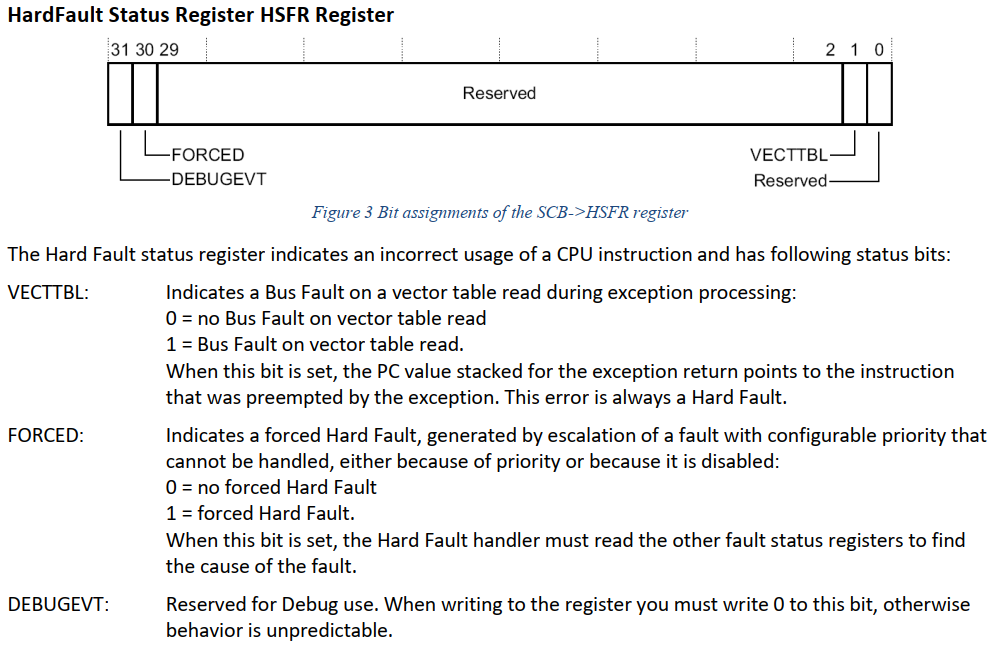 HardFault Status Register HSFR Register
31 30 29 2 1 0
Reserved
FORCED VECTTBL
DEBUGEVT Reserved
Figure 3 Bit assignments of the SCB->HSFR register
The Hard Fault status register indicates an incorrect usage of a CPU instruction and has following status bits:
VECTTBL: Indicates a Bus Fault on a vector table read during exception processing:
0 = no Bus Fault on vector table read
1 = Bus Fault on vector table read.
When this bit is set, the PC value stacked for the exception return points to the instruction
that was preempted by the exception. This error is always a Hard Fault.
FORCED: Indicates a forced Hard Fault, generated by escalation of a fault with configurable priority that
cannot be handled, either because of priority or because it is disabled:
0 = no forced Hard Fault
1 = forced Hard Fault.
When this bit is set, the Hard Fault handler must read the other fault status registers to find
the cause of the fault.
DEBUGEVT: Reserved for Debug use. When writing to the register you must write 0 to this bit, otherwise
behavior is unpredictable.